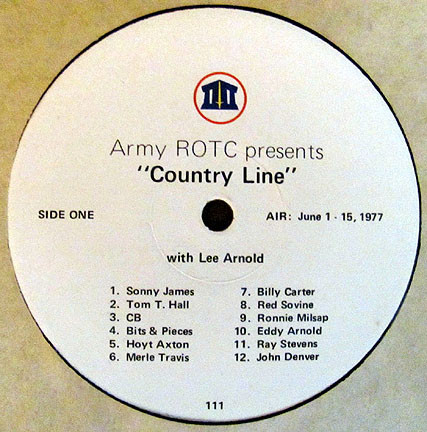 Army ROTC presents
"Country Line"
SIDE ONE
AIR: June 1 - 15, 1977
with Lee Arnold
1. Sonny James
2. Tom T. Hall
3. CB
4. Bits & Pieces
5. Hoyt Axton
6. Merle Travis
7. Billy Carter
8. Red Sovine
9. Ronnie Milsap
10. Eddy Arnold
11. Ray Stevens
12. John Denver
111